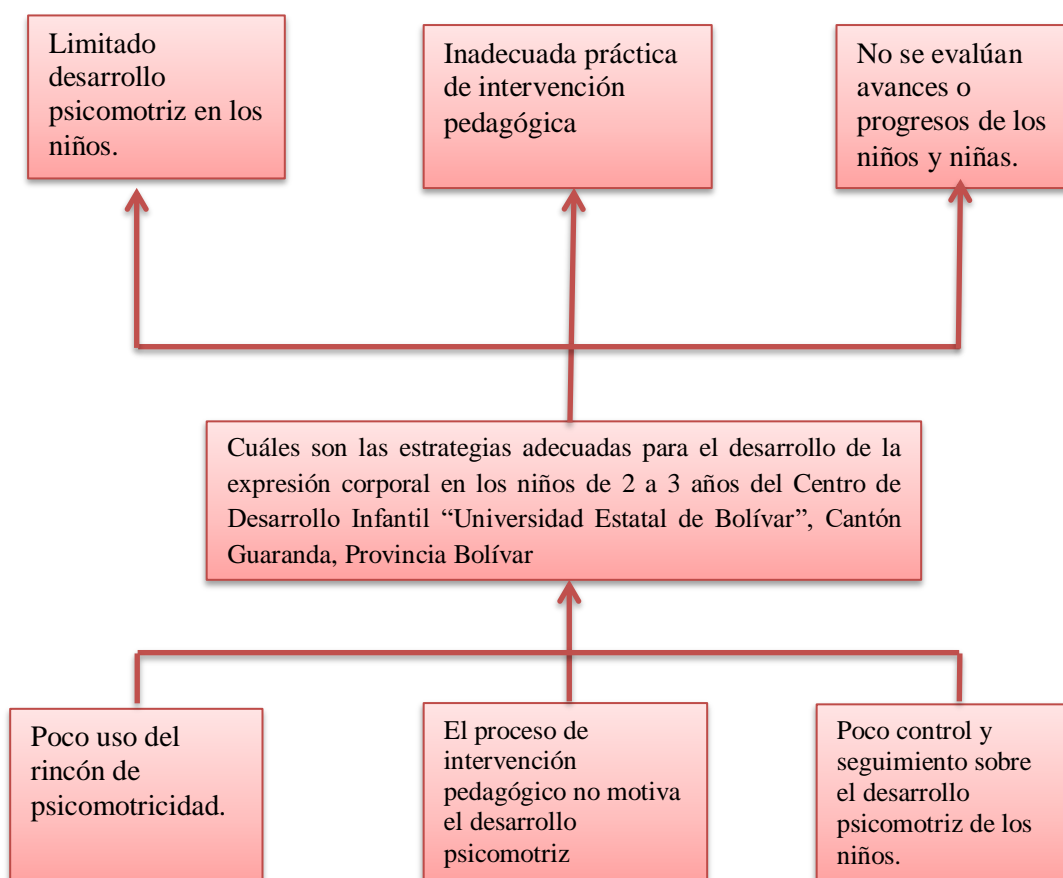 Limitado
desarrollo
psicomotriz en los
niños.
Inadecuada práctica
de intervención
pedagógica
No se evalúan
avances o
progresos de los
niños y niñas.
Cuáles son las estrategias adecuadas para el desarrollo de la
expresión corporal en los niños de 2 a 3 años del Centro de
Desarrollo Infantil “Universidad Estatal de Bolívar”, Cantón
Guaranda, Provincia Bolívar
Poco uso del
rincón de
psicomotricidad.
El proceso de
intervención
pedagógico no motiva
el desarrollo
psicomotriz
Poco control y
seguimiento sobre
el desarrollo
psicomotriz de los
niños.